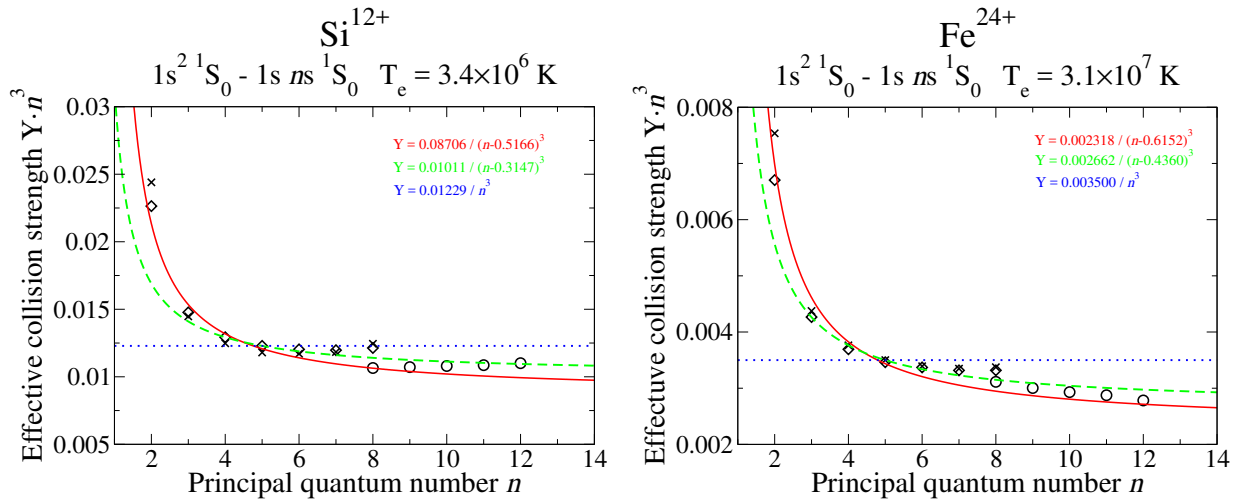 Si¹²⁺
1s² ¹S₀ - 1s ns ¹S₀ Tₑ = 3.4×10⁶ K
Effective collision strength Υ·n³
0.03
0.025
0.02
0.015
0.01
0.005
Y = 0.08706 / (n-0.5166)³
Y = 0.01011/ (n-0.3147)³
Y = 0.01229 / n³
2 4 6 8 10 12 14
Principal quantum number n
Fe²⁴⁺
1s² ¹S₀ - 1s ns ¹S₀ Tₑ = 3.1×10⁷ K
Effectuve collision strength Υ·n³
0.008
0.006
0.004
0.002
Y = 0.002318 / (n-0.6152)³
Y = 0.002662 / (n-0.4360)³
Y = 0.003500 / n³
2 4 6 8 10 12 14
Principal quantum number n